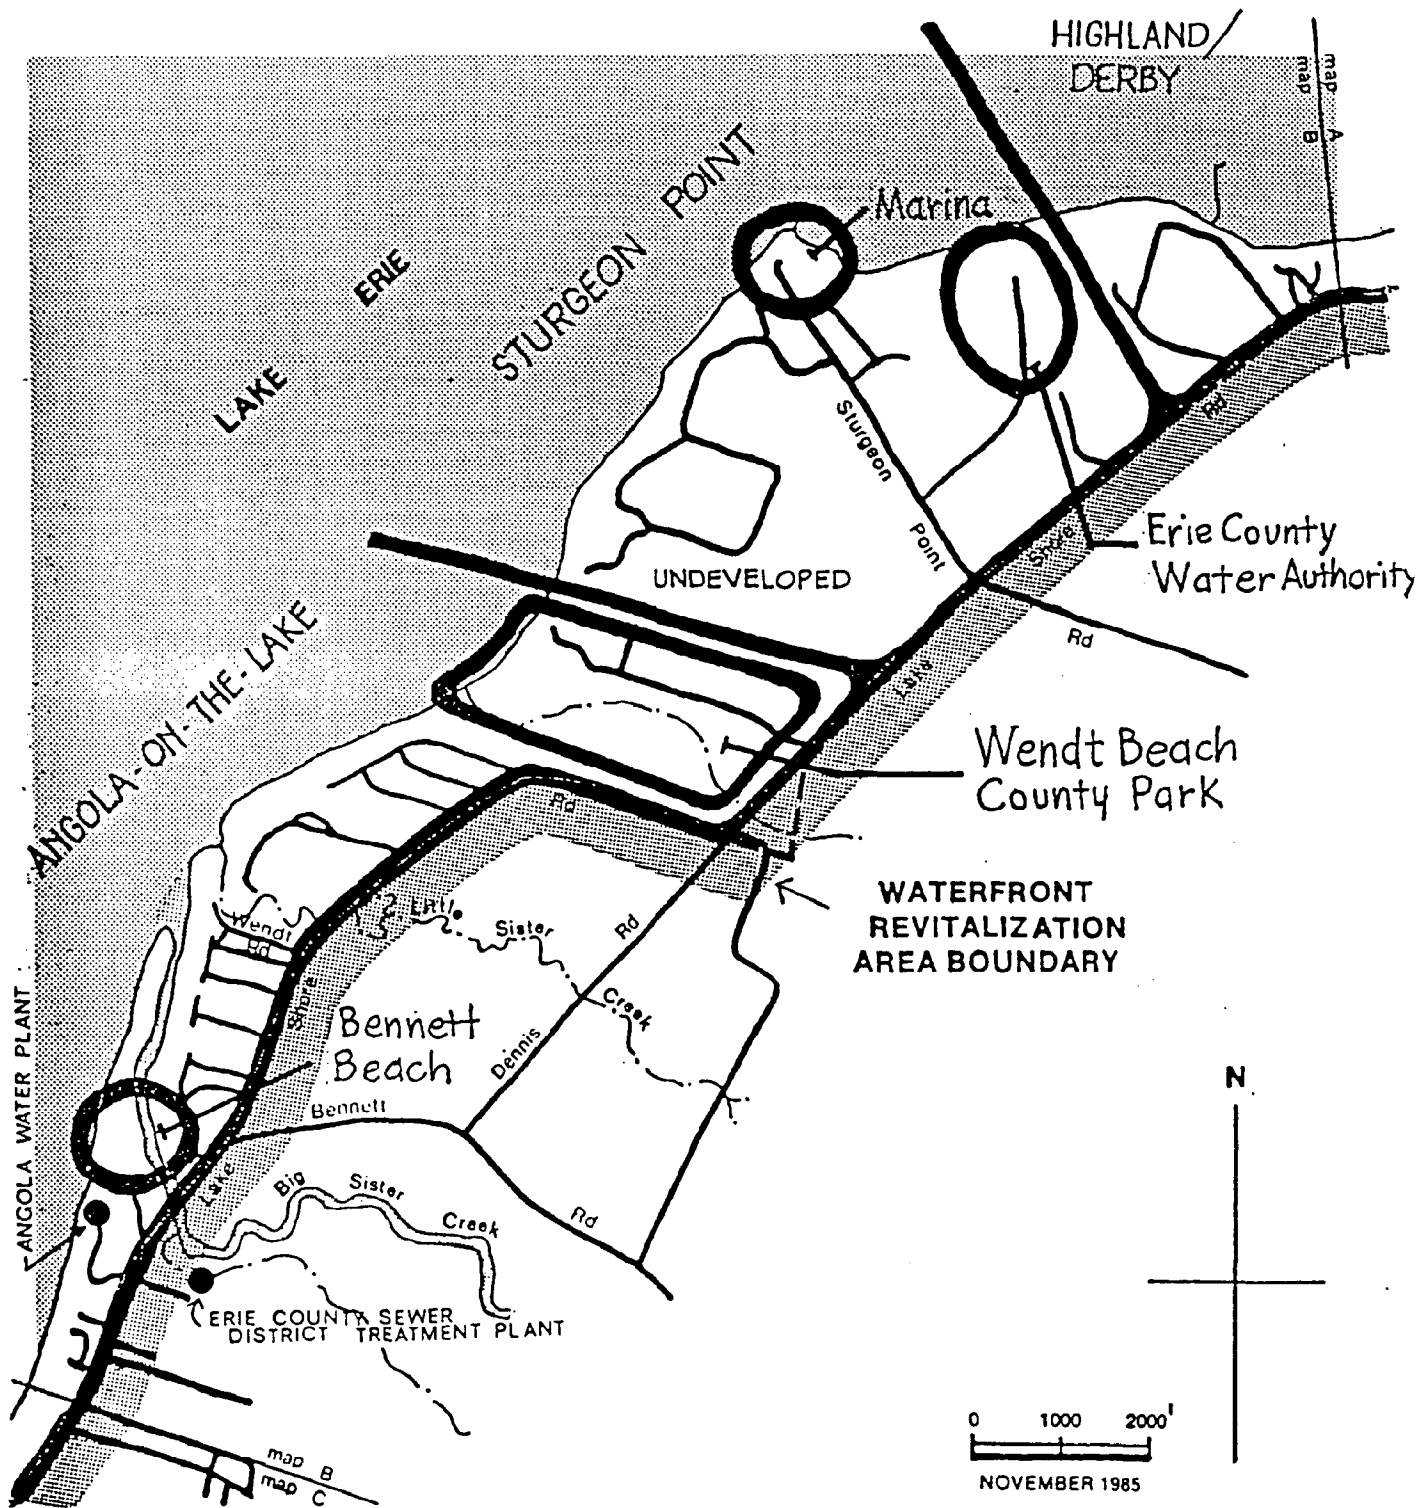 HIGHLAND/
DERBY
map A
map B
STURGEON POINT
Marina
LAKE ERIE
Sturgeon
Point
Rd
Rd
Shore
Lake
Erie County
Water Authority
UNDEVELOPED
ANGOLA-ON-THE-LAKE
Wendt Beach
County Park
Rd
WATERFRONT
REVITALIZATION
AREA BOUNDARY
Wendt
Rd
Little
Sister
Creek
Rd
Dennis
Shore
Bennett
Beach
Bennett
Rd
Lake
Big
Sister
Creek
ANGOLA WATER PLANT
ERIE COUNTY SEWER
DISTRICT TREATMENT PLANT
N
0 1000 2000'
NOVEMBER 1985
map B
map C